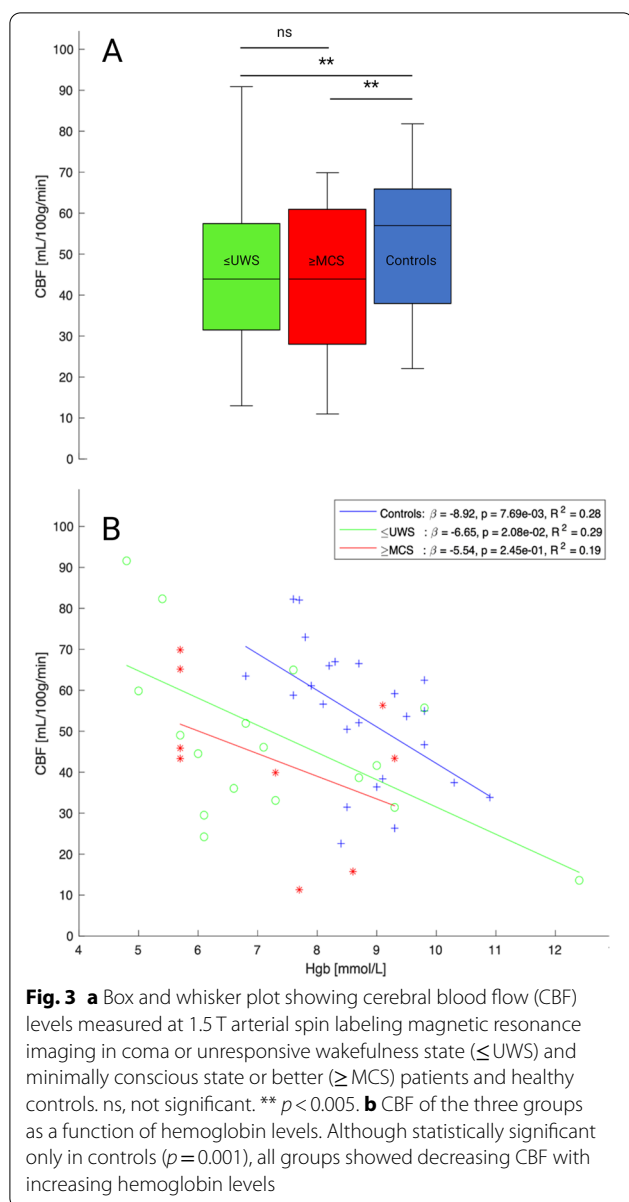 A
ns
**
**
CBF [mL/100g/min]
100
90
80
70
60
50
40
30
20
10
0
≤UWS
≥MCS
Controls
B
Controls: β = -8.92, p = 7.69e-03, R² = 0.28
≤UWS : β = -6.65, p = 2.08e-02, R² = 0.29
≥MCS : β = -5.54, p = 2.45e-01, R² = 0.19
CBF [mL/100g/min]
100
90
80
70
60
50
40
30
20
10
0
4 5 6 7 8 9 10 11 12 13
Hgb [mmol/L]
Fig. 3 a Box and whisker plot showing cerebral blood flow (CBF)
levels measured at 1.5 T arterial spin labeling magnetic resonance
imaging in coma or unresponsive wakefulness state (≤UWS) and
minimally conscious state or better (≥MCS) patients and healthy
controls. ns, not significant. ** p < 0.005. b CBF of the three groups
as a function of hemoglobin levels. Although statistically significant
only in controls (p = 0.001), all groups showed decreasing CBF with
increasing hemoglobin levels